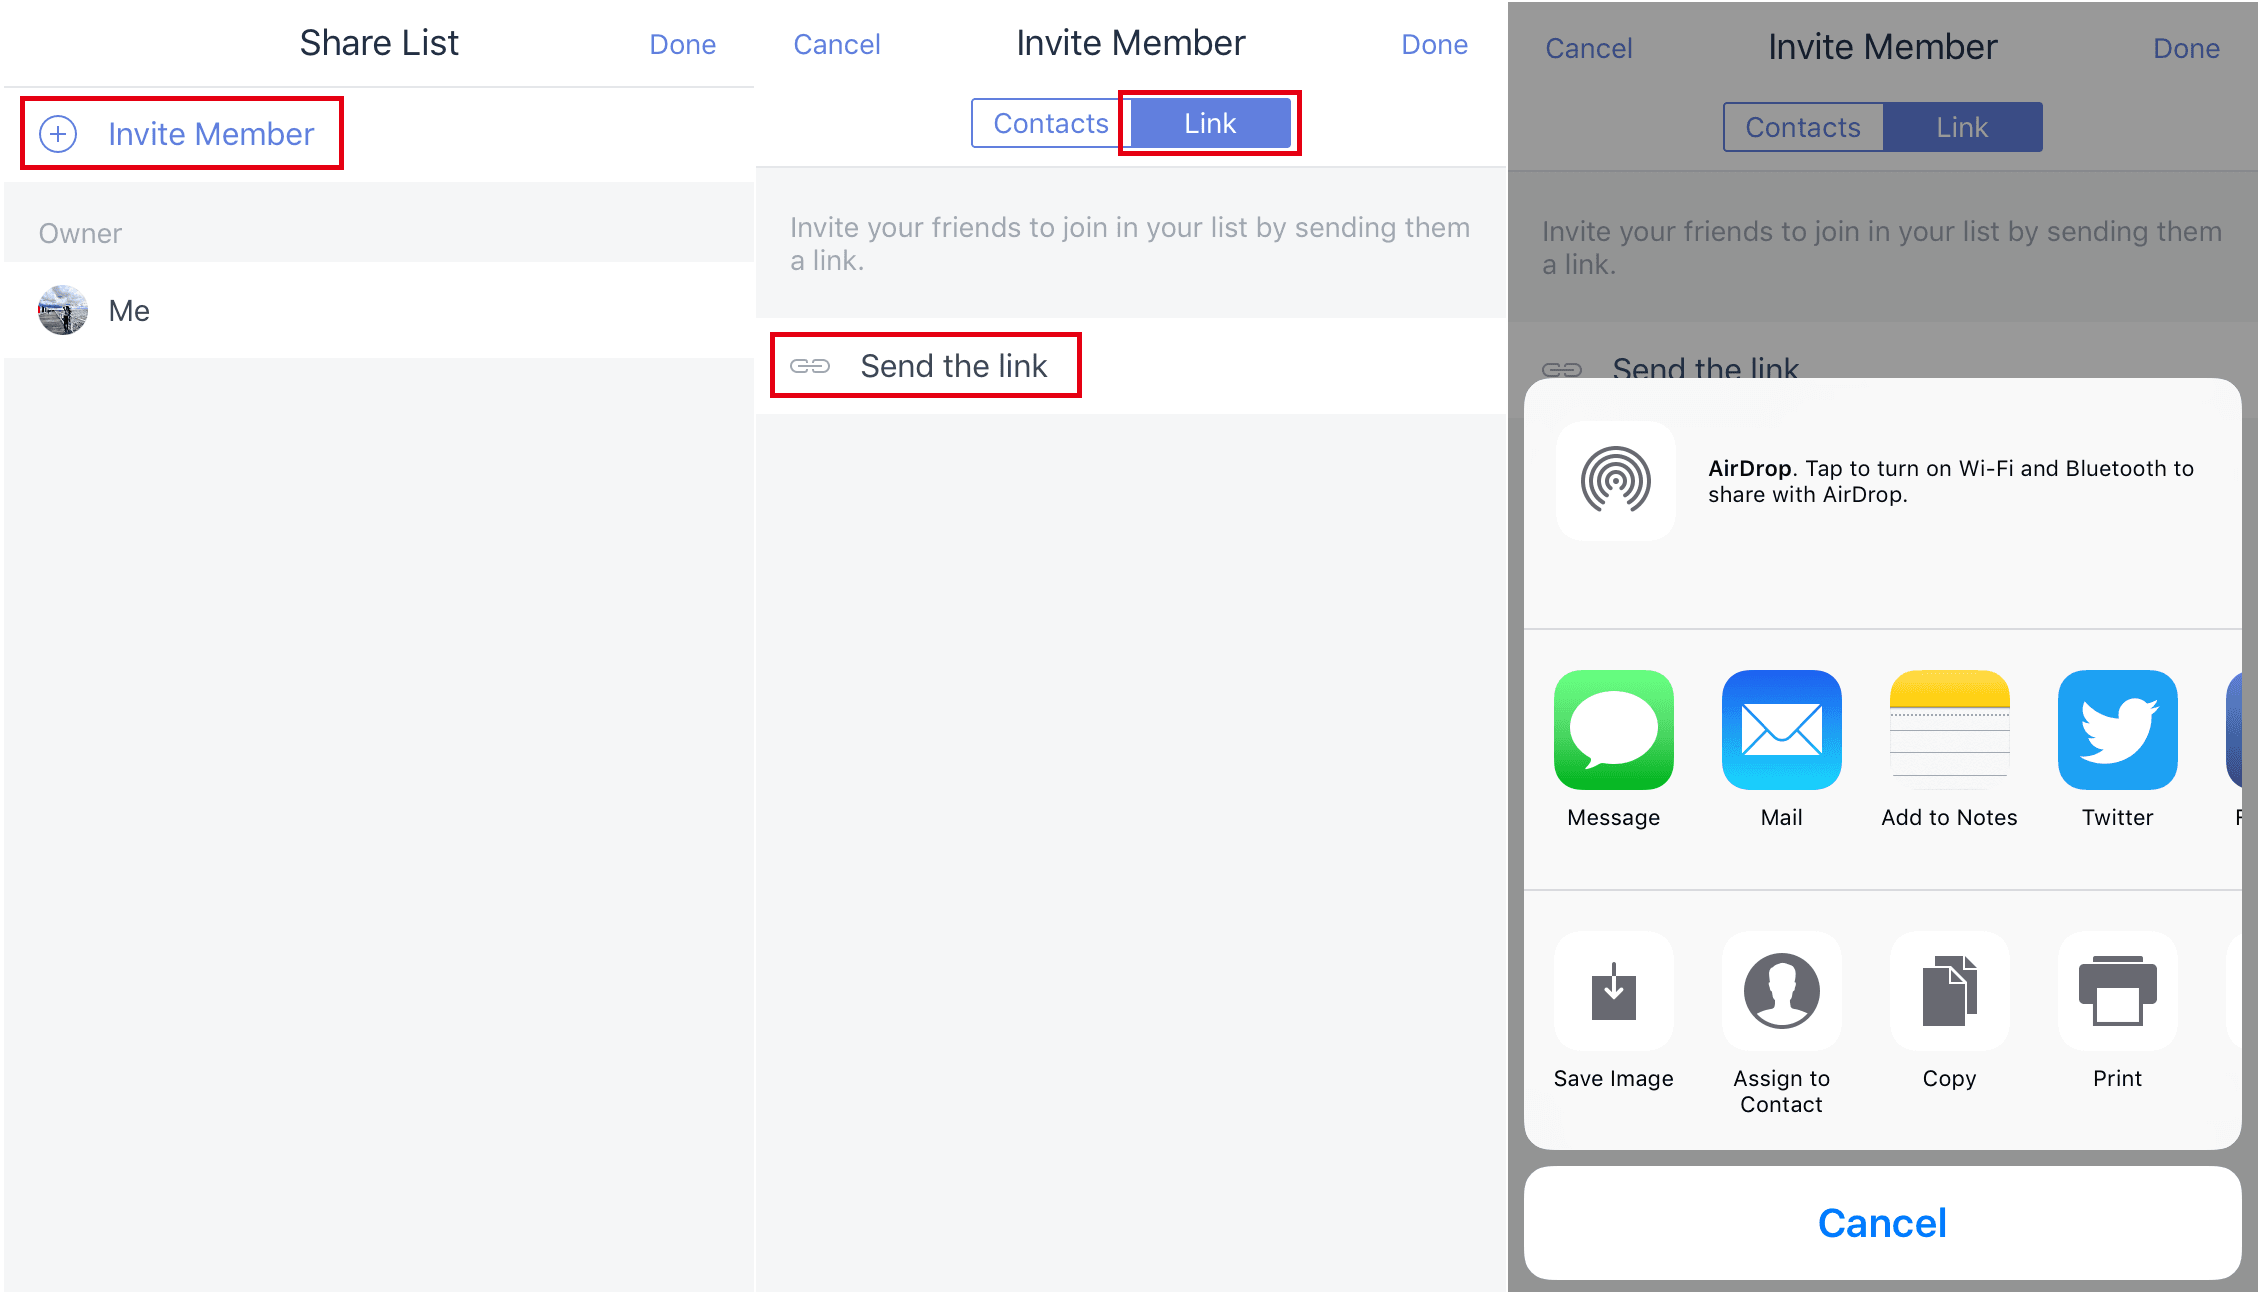 Share List
Done
Invite Member
Owner
Me
Cancel
Invite Member
Done
Contacts
Link
Invite your friends to join in your list by sending them
a link.
Send the link
Cancel
Invite Member
Done
Contacts
Link
Invite your friends to join in your list by sending them
a link.
Send the link
AirDrop. Tap to turn on Wi-Fi and Bluetooth to
share with AirDrop.
Message
Mail
Add to Notes
Twitter
Save Image
Assign to
Contact
Copy
Print
Cancel